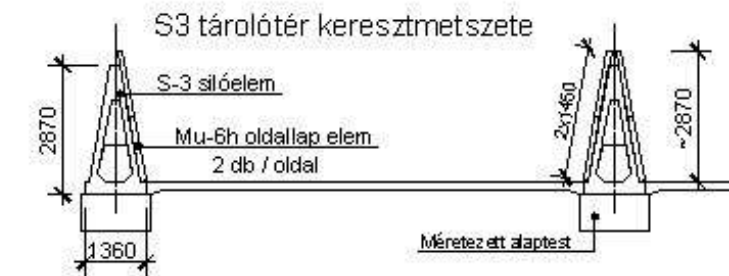 S3 tárolótér keresztmetszete
S-3 silóelem
Mu-6h oldallap elem
2 db / oldal
2870
1360
2x1460
~2870
Méretezett alaptest